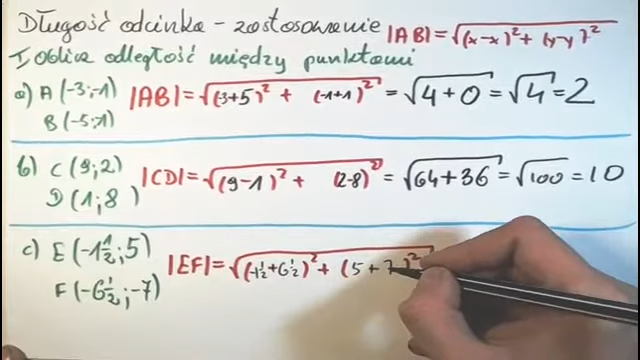 Długość odcinka - zastosowanie |AB|=√(x-x)²+(y-y)²
I Oblicz odległość między punktami
a) A (-3;-1) |AB|=√(-3+5)²+(-1+1)² = √4+0 = √4 = 2
B (-5;-1)
b) C (9;2) |CD|=√(9-1)²+(2-8)² = √64+36 = √100 = 10
D (1;8)
c) E (-1½;5) |EF|=√(-1½+6½)²+(5+7)²
F (-6½;-7)